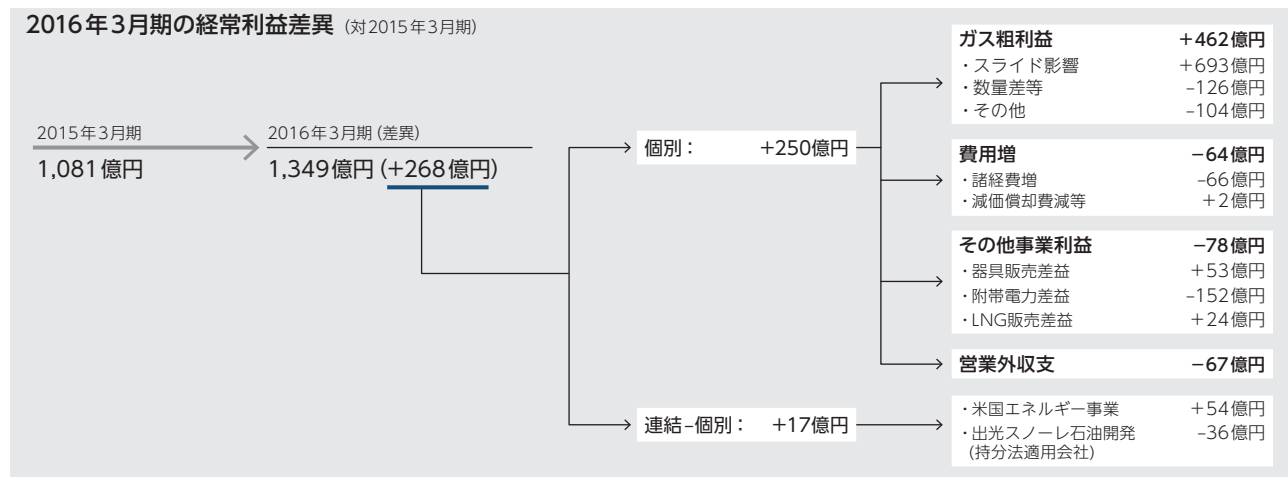 2016年3月期の経常利益差異 (対2015年3月期)
2015年3月期
1,081億円
2016年3月期 (差異)
1,349億円 (+268億円)
個別： +250億円
連結–個別： +17億円
ガス粗利益 +462億円
・スライド影響 +693億円
・数量差等 –126億円
・その他 –104億円
費用増 –64億円
・諸経費増 –66億円
・減価償却費減等 +2億円
その他事業利益 –78億円
・器具販売差益 +53億円
・附帯電力差益 –152億円
・LNG販売差益 +24億円
営業外収支 –67億円
・米国エネルギー事業 +54億円
・出光スノーレ石油開発 –36億円
(持分法適用会社)